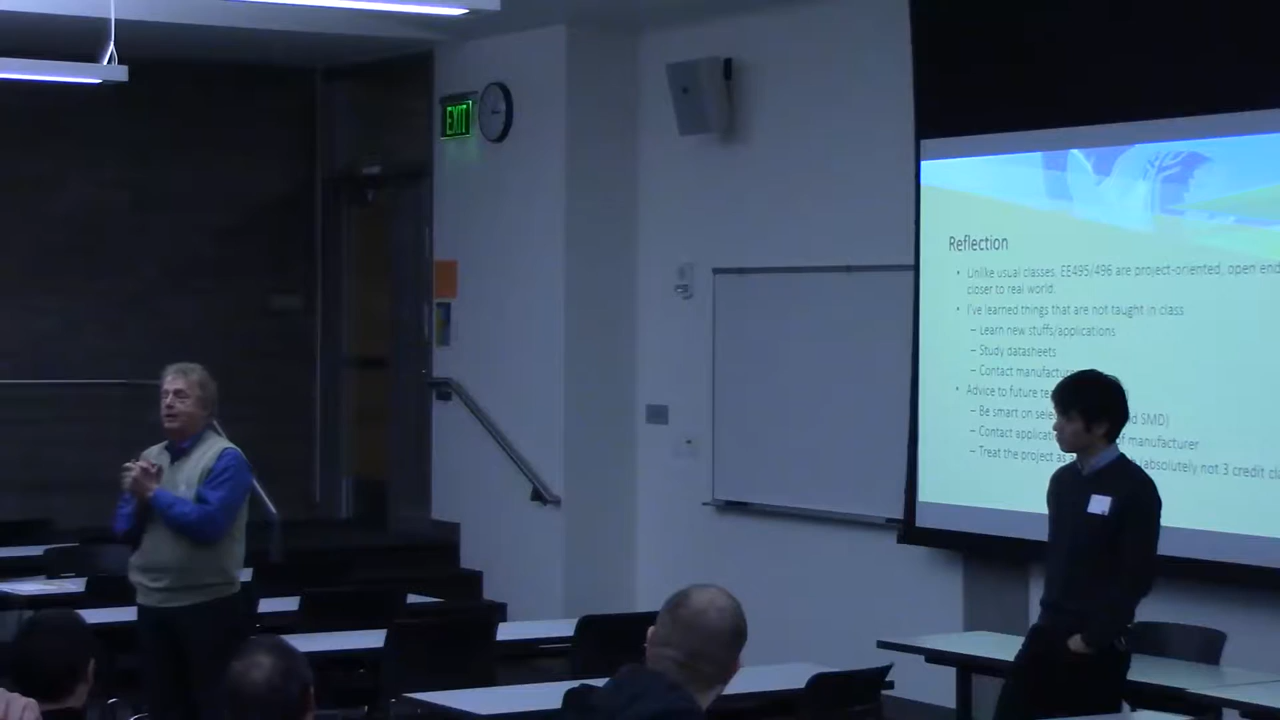 EXIT
Reflection
• Unlike usual classes, EE495/496 are project-oriented, open end
closer to real world.
• I've learned things that are not taught in class
– Learn new stuffs/applications
– Study datasheets
– Contact manufactur
• Advice to future te
– Be smart on sele d SMD)
– Contact applicat f manufacturer
– Treat the project as a (absolutely not 3 credit cl